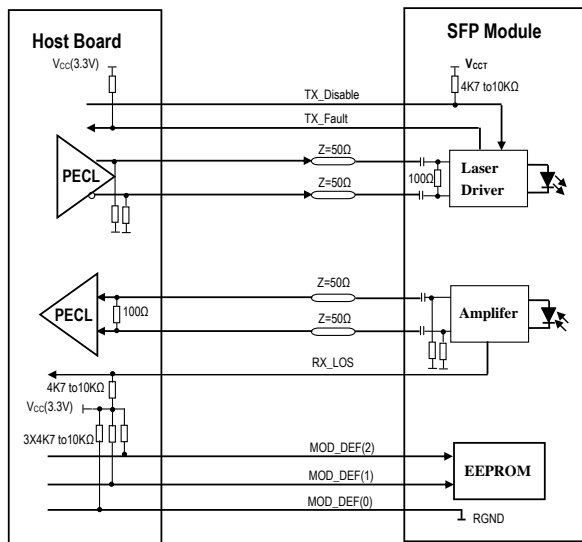 Host Board
SFP Module
VCC(3.3V)
VCCT
4K7 to10KΩ
TX_Disable
TX_Fault
PECL
Z=50Ω
Z=50Ω
100Ω
Laser
Driver
PECL
100Ω
Z=50Ω
Z=50Ω
Amplifer
RX_LOS
4K7 to10KΩ
VCC(3.3V)
3X4K7 to10KΩ
MOD_DEF(2)
MOD_DEF(1)
MOD_DEF(0)
EEPROM
RGND